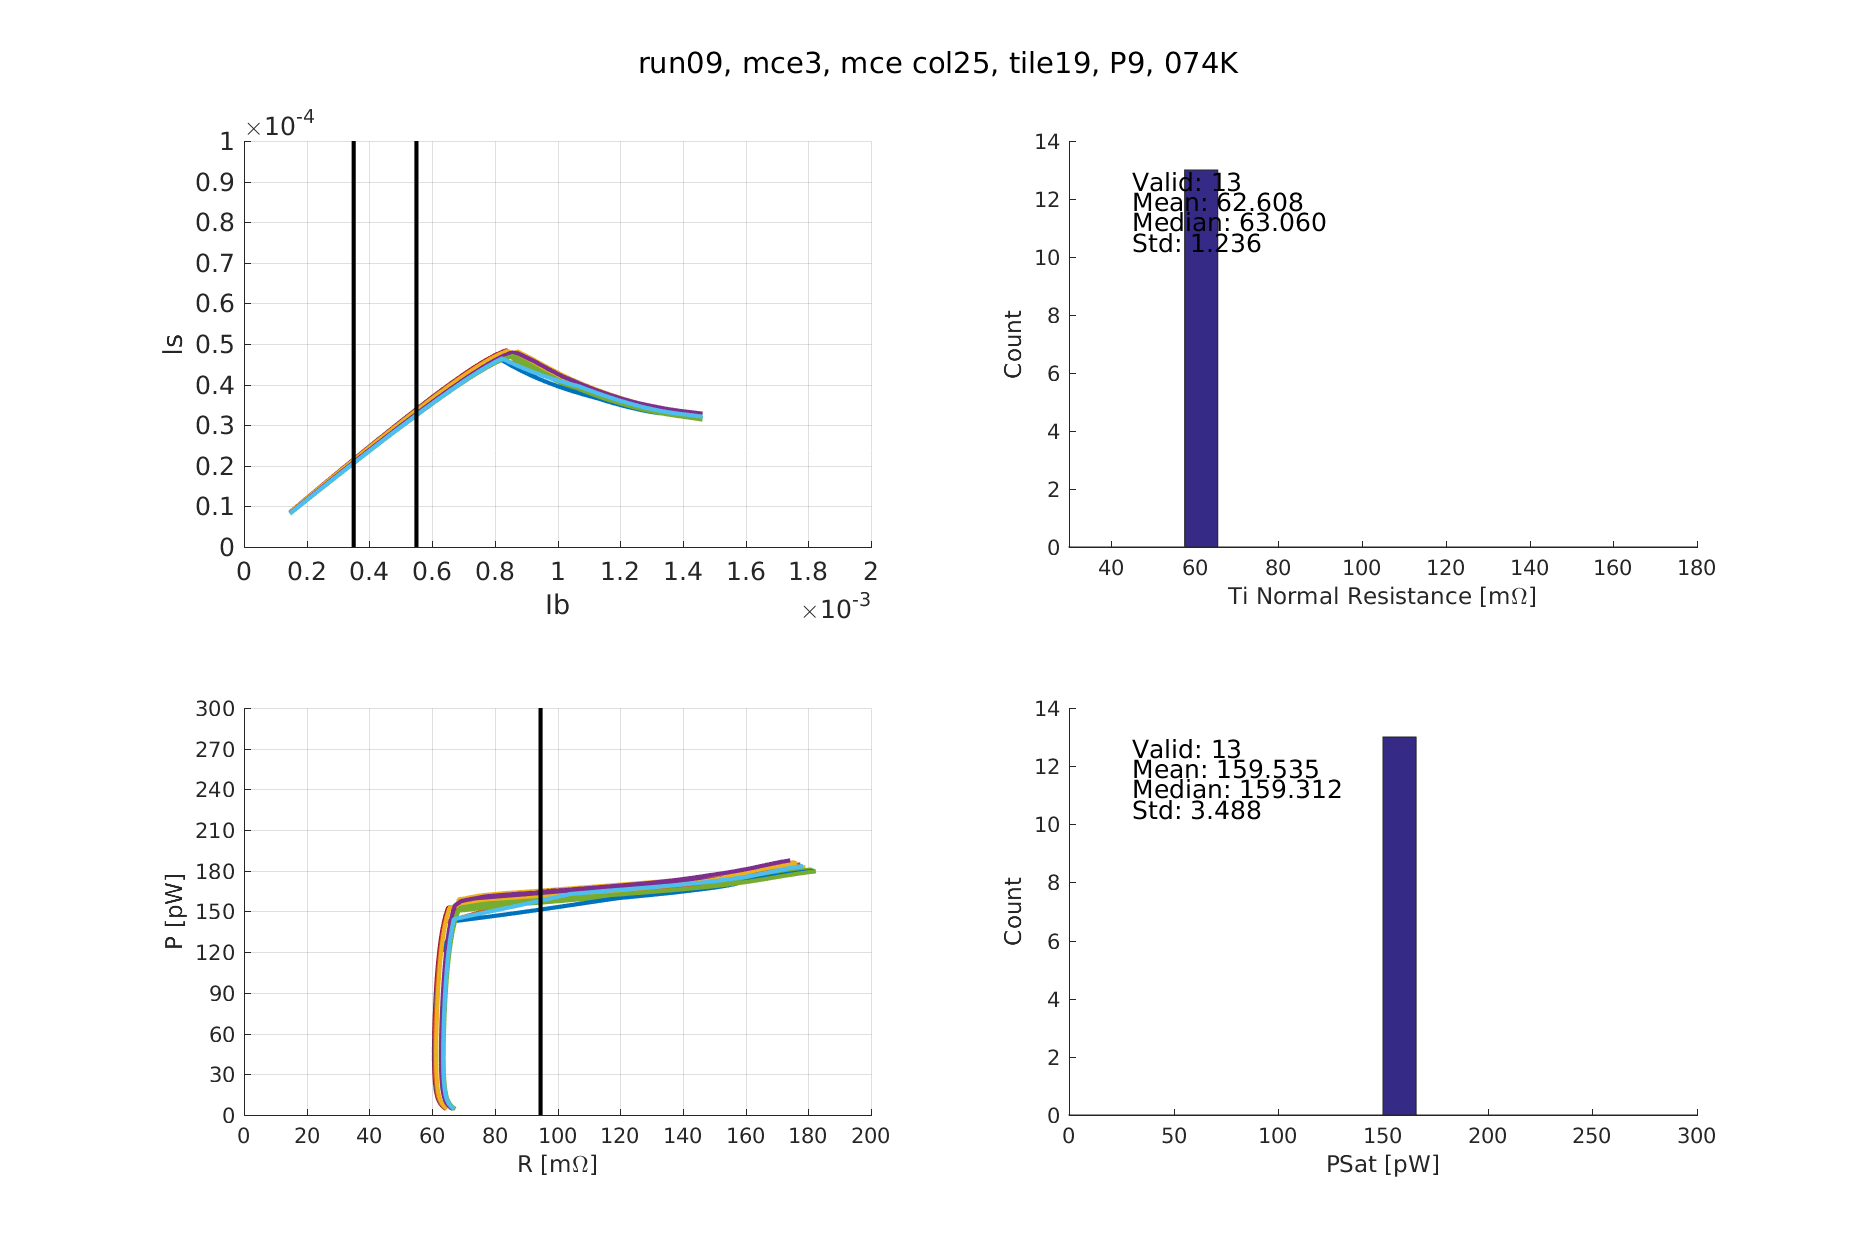 run09, mce3, mce col25, tile19, P9, 074K
×10-4
1
0.9
0.8
0.7
0.6
0.5
0.4
0.3
0.2
0.1
0
Is
0 0.2 0.4 0.6 0.8 1 1.2 1.4 1.6 1.8 2
Ib
×10-3
14
12
10
8
6
4
2
0
Count
Valid: 13
Mean: 62.608
Median: 63.060
Std: 1.236
40 60 80 100 120 140 160 180
Ti Normal Resistance [mΩ]
300
270
240
210
180
150
120
90
60
30
0
P [pW]
0 20 40 60 80 100 120 140 160 180 200
R [mΩ]
14
12
10
8
6
4
2
0
Count
Valid: 13
Mean: 159.535
Median: 159.312
Std: 3.488
0 50 100 150 200 250 300
PSat [pW]